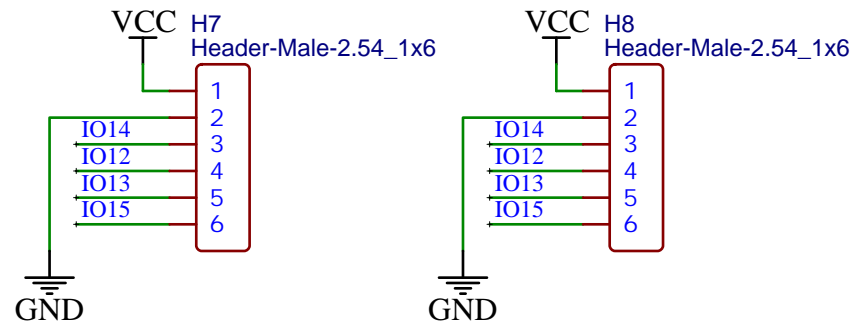 VCC H7
Header-Male-2.54_1x6
1
2
IO14 3
IO12 4
IO13 5
IO15 6
GND
VCC H8
Header-Male-2.54_1x6
1
2
IO14 3
IO12 4
IO13 5
IO15 6
GND